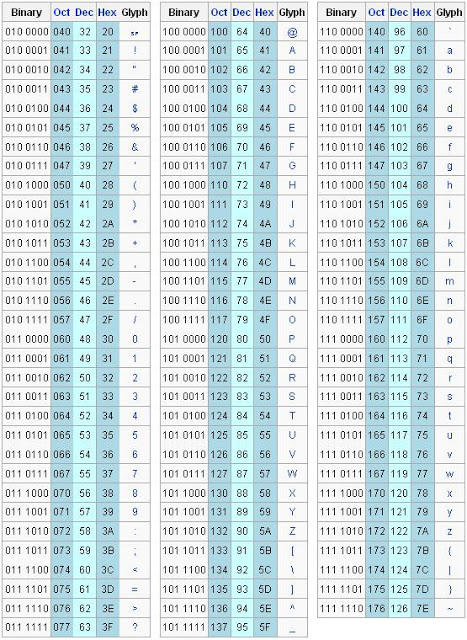 Binary Oct Dec Hex Glyph
010 0000 040 32 20 ␠
010 0001 041 33 21 !
010 0010 042 34 22 "
010 0011 043 35 23 #
010 0100 044 36 24 $
010 0101 045 37 25 %
010 0110 046 38 26 &
010 0111 047 39 27 '
010 1000 050 40 28 (
010 1001 051 41 29 )
010 1010 052 42 2A *
010 1011 053 43 2B +
010 1100 054 44 2C ,
010 1101 055 45 2D -
010 1110 056 46 2E .
010 1111 057 47 2F /
011 0000 060 48 30 0
011 0001 061 49 31 1
011 0010 062 50 32 2
011 0011 063 51 33 3
011 0100 064 52 34 4
011 0101 065 53 35 5
011 0110 066 54 36 6
011 0111 067 55 37 7
011 1000 070 56 38 8
011 1001 071 57 39 9
011 1010 072 58 3A :
011 1011 073 59 3B ;
011 1100 074 60 3C <
011 1101 075 61 3D =
011 1110 076 62 3E >
011 1111 077 63 3F ?
Binary Oct Dec Hex Glyph
100 0000 100 64 40 @
100 0001 101 65 41 A
100 0010 102 66 42 B
100 0011 103 67 43 C
100 0100 104 68 44 D
100 0101 105 69 45 E
100 0110 106 70 46 F
100 0111 107 71 47 G
100 1000 110 72 48 H
100 1001 111 73 49 I
100 1010 112 74 4A J
100 1011 113 75 4B K
100 1100 114 76 4C L
100 1101 115 77 4D M
100 1110 116 78 4E N
100 1111 117 79 4F O
101 0000 120 80 50 P
101 0001 121 81 51 Q
101 0010 122 82 52 R
101 0011 123 83 53 S
101 0100 124 84 54 T
101 0101 125 85 55 U
101 0110 126 86 56 V
101 0111 127 87 57 W
101 1000 130 88 58 X
101 1001 131 89 59 Y
101 1010 132 90 5A Z
101 1011 133 91 5B [
101 1100 134 92 5C \
101 1101 135 93 5D ]
101 1110 136 94 5E ^
101 1111 137 95 5F _
Binary Oct Dec Hex Glyph
110 0000 140 96 60 `
110 0001 141 97 61 a
110 0010 142 98 62 b
110 0011 143 99 63 c
110 0100 144 100 64 d
110 0101 145 101 65 e
110 0110 146 102 66 f
110 0111 147 103 67 g
110 1000 150 104 68 h
110 1001 151 105 69 i
110 1010 152 106 6A j
110 1011 153 107 6B k
110 1100 154 108 6C l
110 1101 155 109 6D m
110 1110 156 110 6E n
110 1111 157 111 6F o
111 0000 160 112 70 p
111 0001 161 113 71 q
111 0010 162 114 72 r
111 0011 163 115 73 s
111 0100 164 116 74 t
111 0101 165 117 75 u
111 0110 166 118 76 v
111 0111 167 119 77 w
111 1000 170 120 78 x
111 1001 171 121 79 y
111 1010 172 122 7A z
111 1011 173 123 7B {
111 1100 174 124 7C |
111 1101 175 125 7D }
111 1110 176 126 7E ~